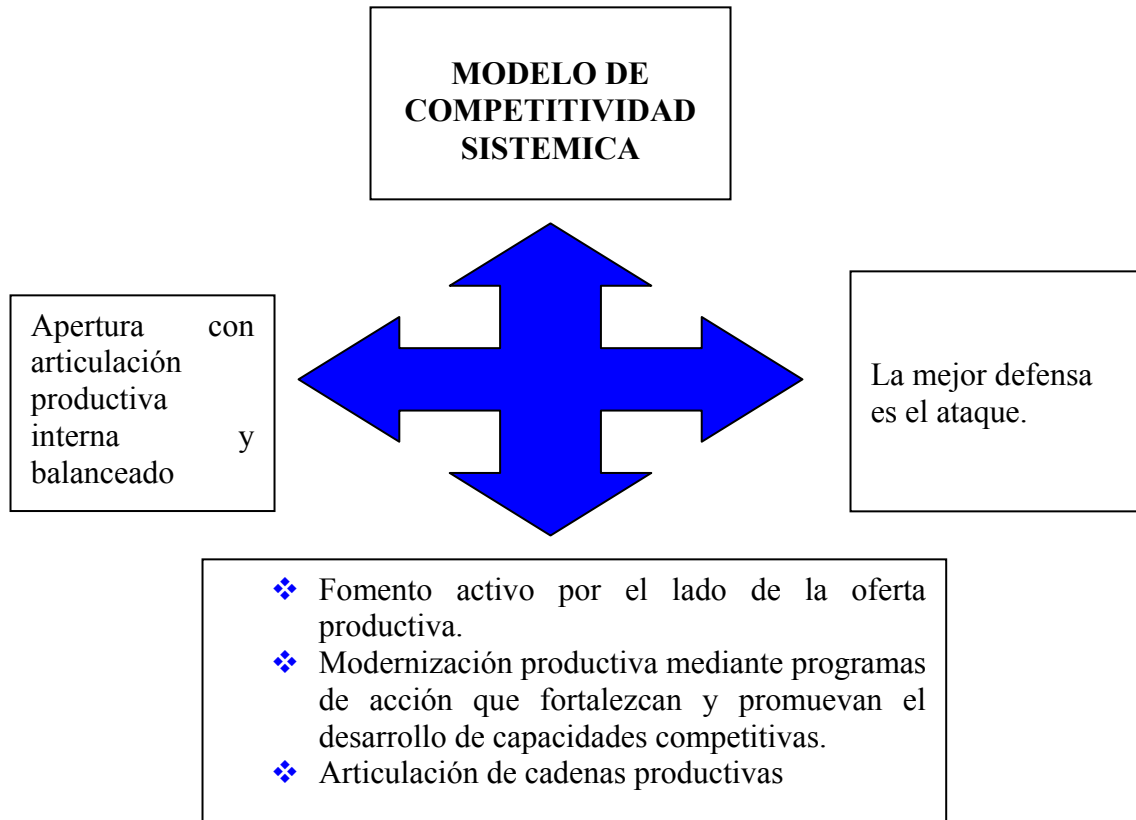 MODELO DE
COMPETITIVIDAD
SISTEMICA
Apertura con
articulación
productiva
interna y
balanceado
La mejor defensa
es el ataque.
❖ Fomento activo por el lado de la oferta
productiva.
❖ Modernización productiva mediante programas
de acción que fortalezcan y promuevan el
desarrollo de capacidades competitivas.
❖ Articulación de cadenas productivas